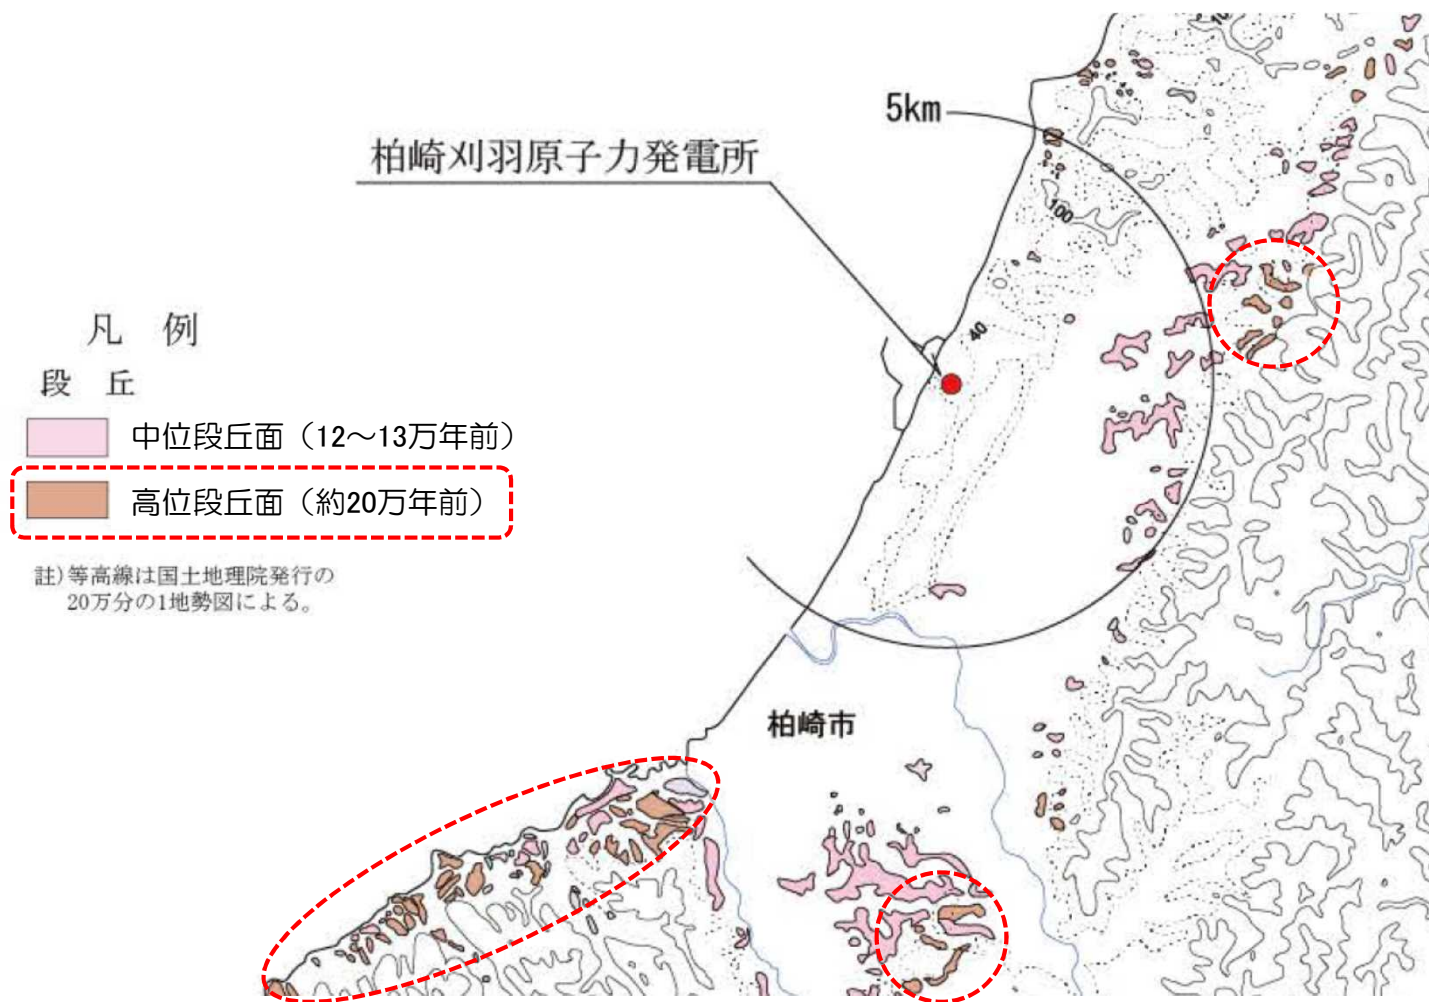 5km
柏崎刈羽原子力発電所
100
40
凡 例
段 丘
中位段丘面（12～13万年前）
高位段丘面（約20万年前）
註）等高線は国土地理院発行の
20万分の1地勢図による。
柏崎市